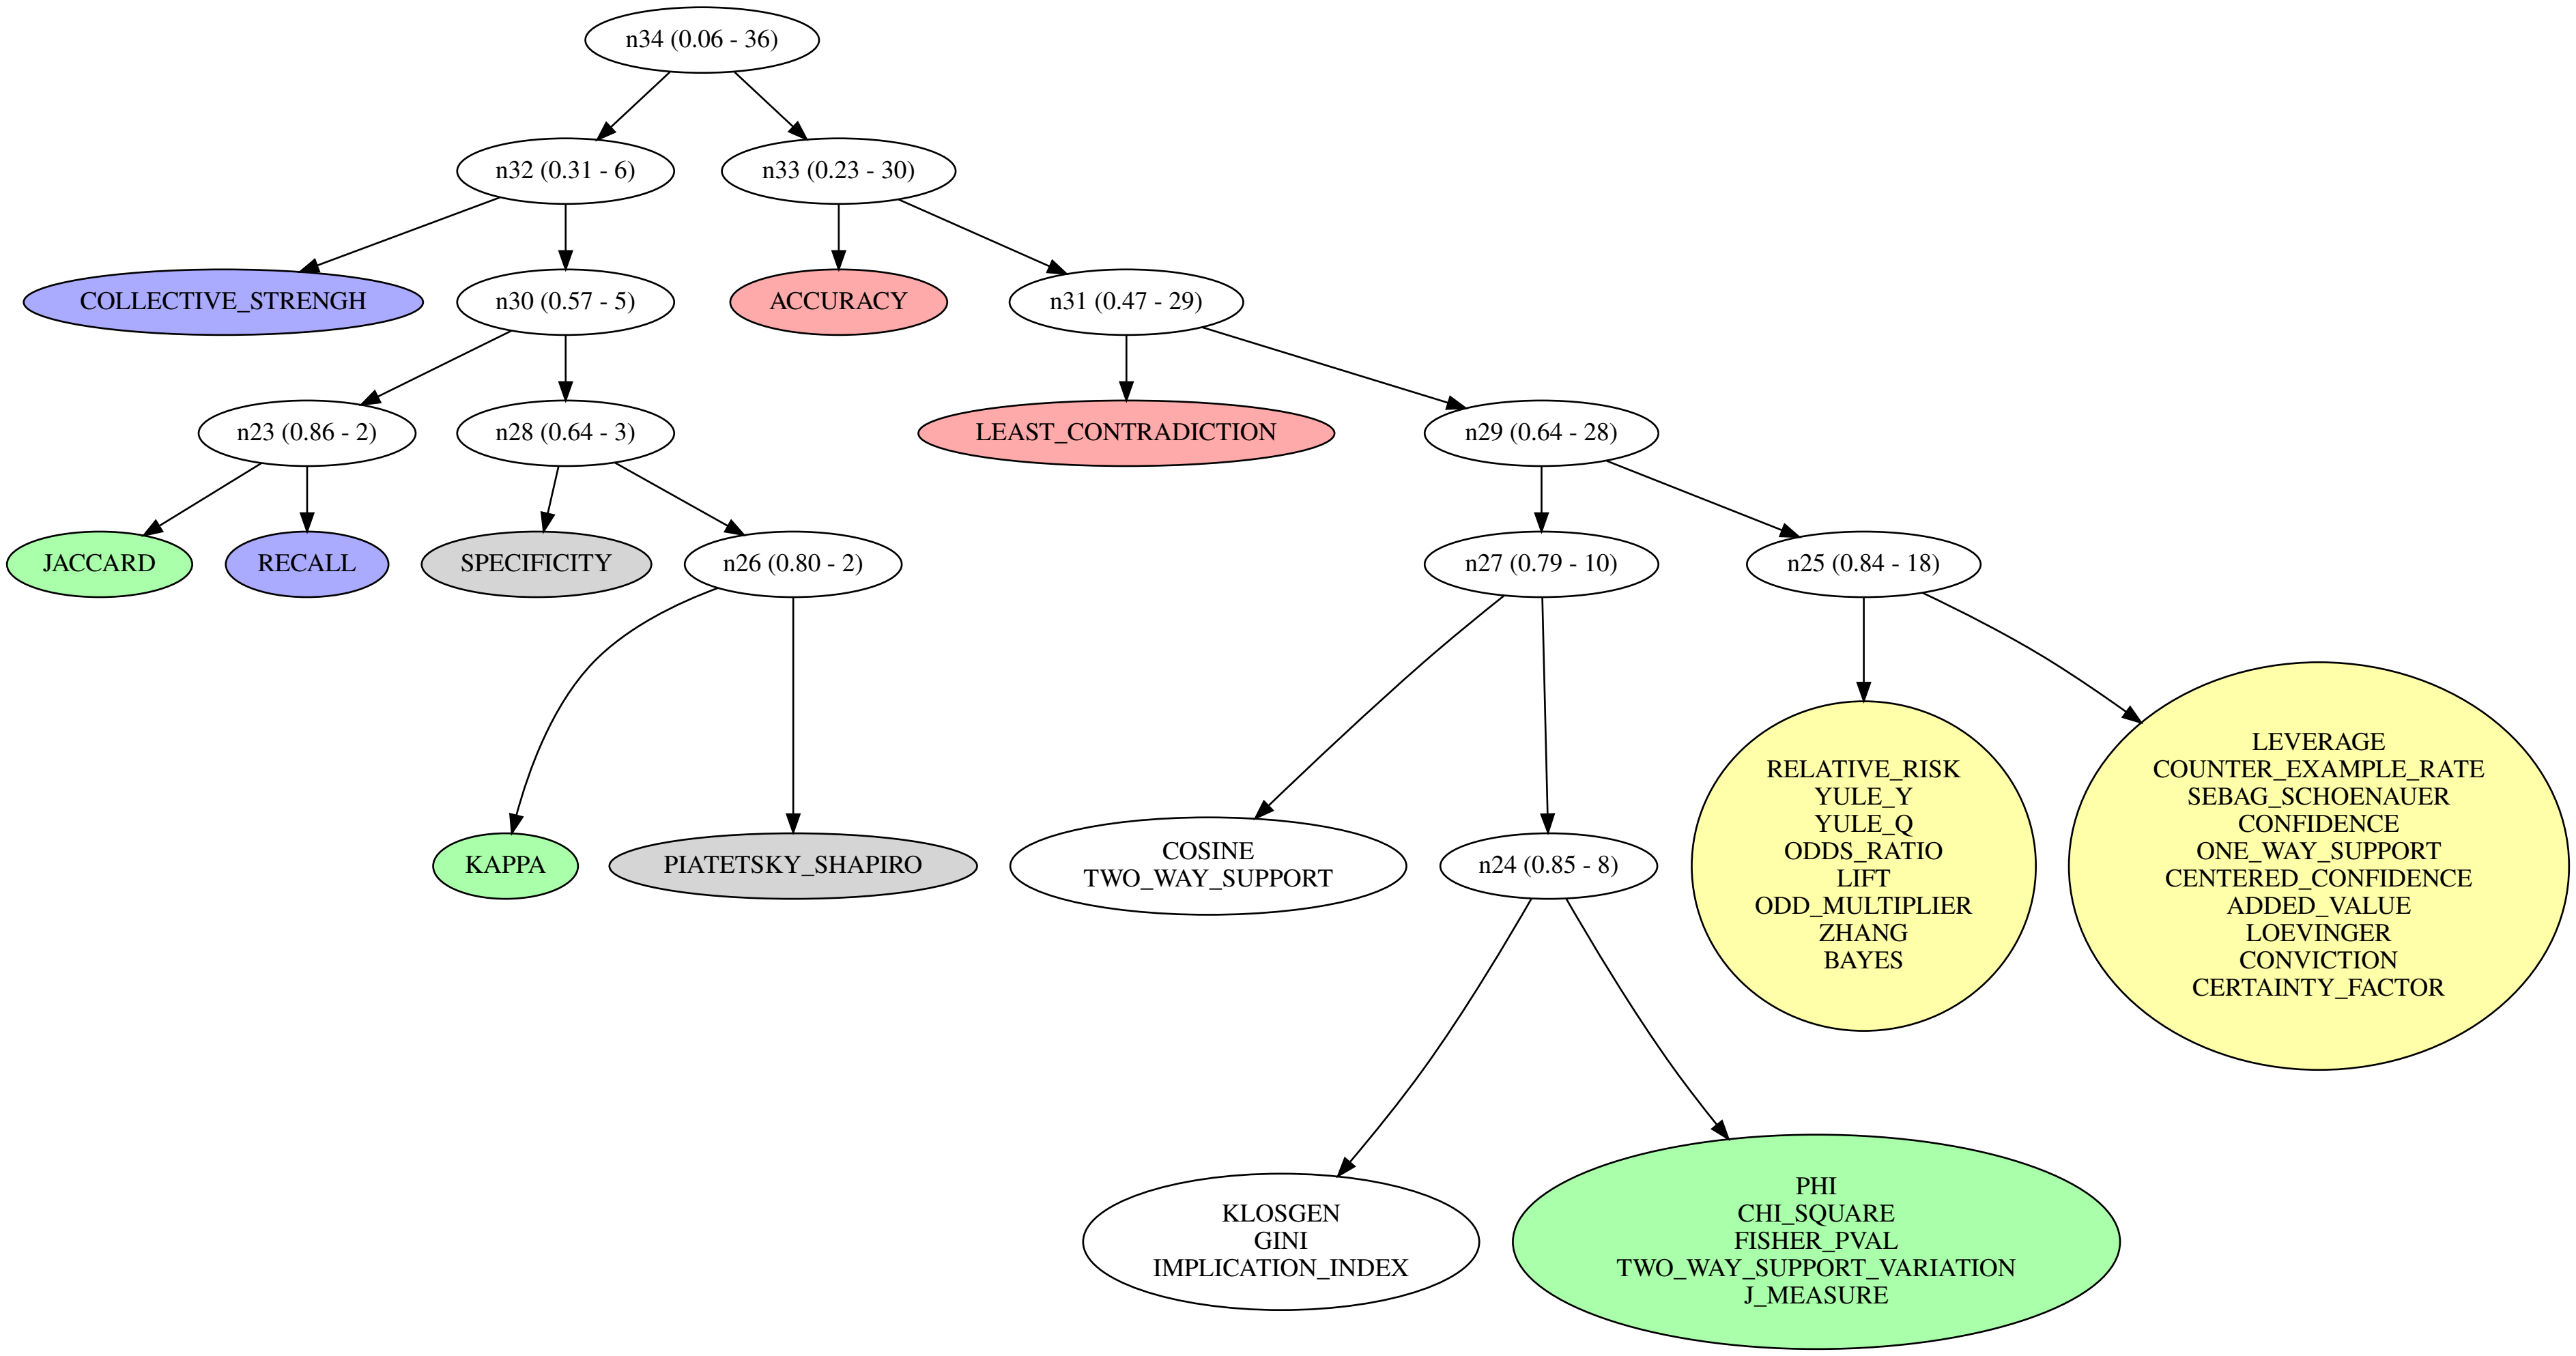 n34 (0.06 - 36)
n32 (0.31 - 6)
n33 (0.23 - 30)
COLLECTIVE_STRENGH
n30 (0.57 - 5)
ACCURACY
n31 (0.47 - 29)
n23 (0.86 - 2)
n28 (0.64 - 3)
LEAST_CONTRADICTION
n29 (0.64 - 28)
JACCARD
RECALL
SPECIFICITY
n26 (0.80 - 2)
n27 (0.79 - 10)
n25 (0.84 - 18)
KAPPA
PIATETSKY_SHAPIRO
COSINE
TWO_WAY_SUPPORT
n24 (0.85 - 8)
RELATIVE_RISK
YULE_Y
YULE_Q
ODDS_RATIO
LIFT
ODD_MULTIPLIER
ZHANG
BAYES
LEVERAGE
COUNTER_EXAMPLE_RATE
SEBAG_SCHOENAUER
CONFIDENCE
ONE_WAY_SUPPORT
CENTERED_CONFIDENCE
ADDED_VALUE
LOEVINGER
CONVICTION
CERTAINTY_FACTOR
KLOSGEN
GINI
IMPLICATION_INDEX
PHI
CHI_SQUARE
FISHER_PVAL
TWO_WAY_SUPPORT_VARIATION
J_MEASURE